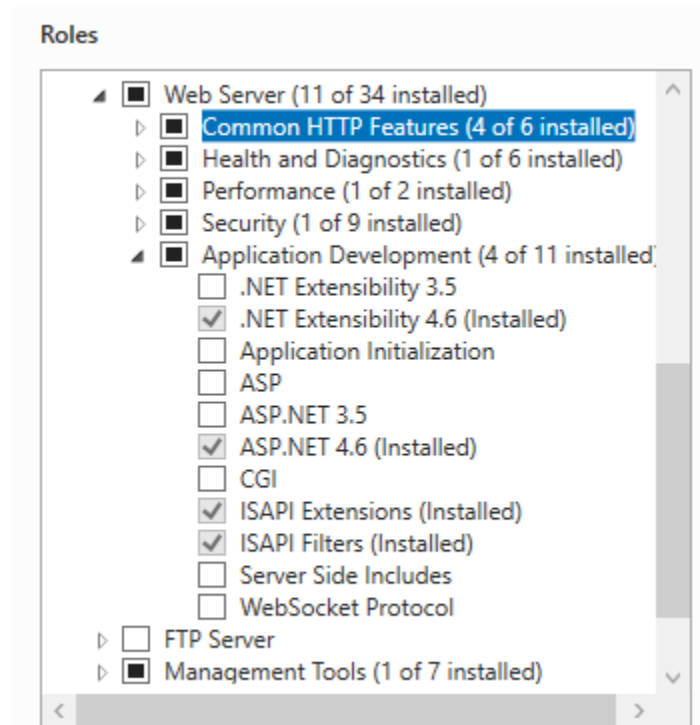 Roles
Web Server (11 of 34 installed)
Common HTTP Features (4 of 6 installed)
Health and Diagnostics (1 of 6 installed)
Performance (1 of 2 installed)
Security (1 of 9 installed)
Application Development (4 of 11 installed
.NET Extensibility 3.5
.NET Extensibility 4.6 (Installed)
Application Initialization
ASP
ASP.NET 3.5
ASP.NET 4.6 (Installed)
CGI
ISAPI Extensions (Installed)
ISAPI Filters (Installed)
Server Side Includes
WebSocket Protocol
FTP Server
Management Tools (1 of 7 installed)